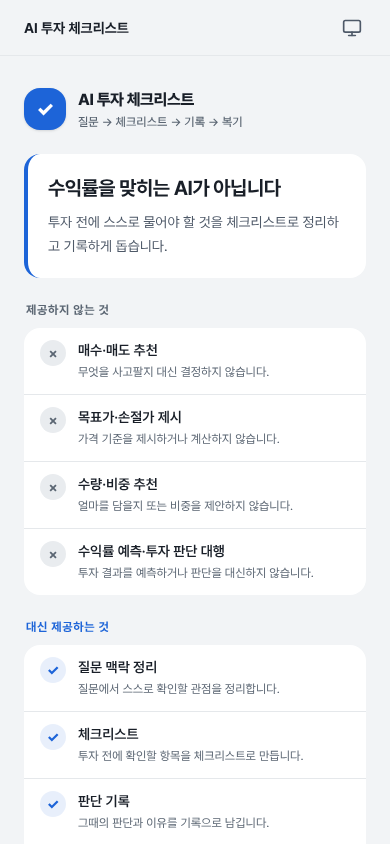 AI 투자 체크리스트
AI 투자 체크리스트
질문 → 체크리스트 → 기록 → 복기
수익률을 맞히는 AI가 아닙니다
투자 전에 스스로 물어야 할 것을 체크리스트로 정리하
고 기록하게 돕습니다.
제공하지 않는 것
매수·매도 추천
무엇을 사고팔지 대신 결정하지 않습니다.
목표가·손절가 제시
가격 기준을 제시하거나 계산하지 않습니다.
수량·비중 추천
얼마를 담을지 또는 비중을 제안하지 않습니다.
수익률 예측·투자 판단 대행
투자 결과를 예측하거나 판단을 대신하지 않습니다.
대신 제공하는 것
질문 맥락 정리
질문에서 스스로 확인할 관점을 정리합니다.
체크리스트
투자 전에 확인할 항목을 체크리스트로 만듭니다.
판단 기록
그때의 판단과 이유를 기록으로 남깁니다.